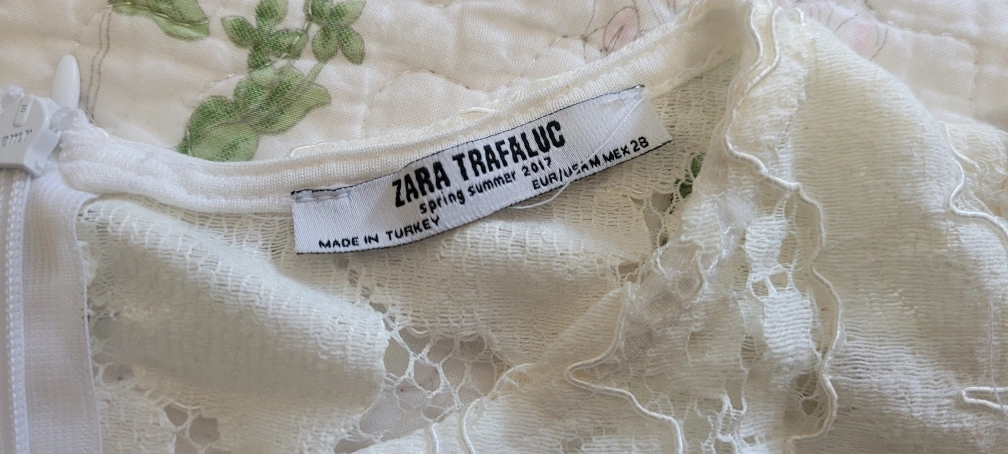 ZARA TRAFALUC
spring summer 2017
EUR/USA M MEX 28
MADE IN TURKEY